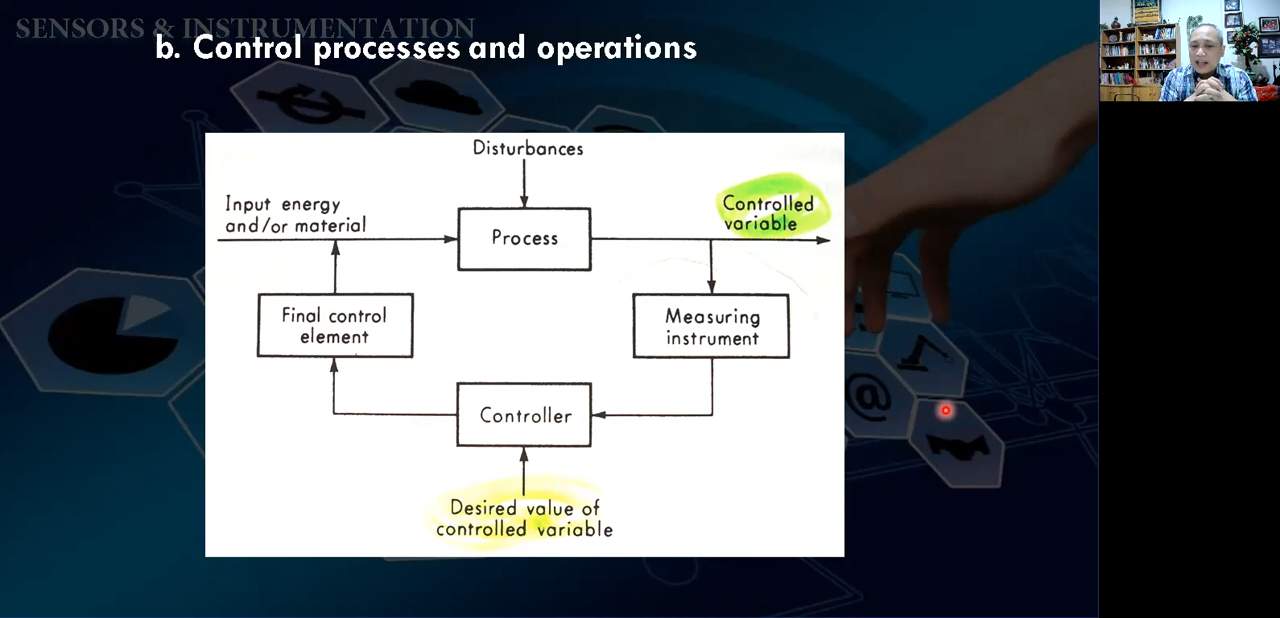 SENSORS & INSTRUMENTATION
b. Control processes and operations
Disturbances
Input energy
and/or material
Process
Controlled
variable
Final control
element
Measuring
instrument
Controller
Desired value of
controlled variable
@